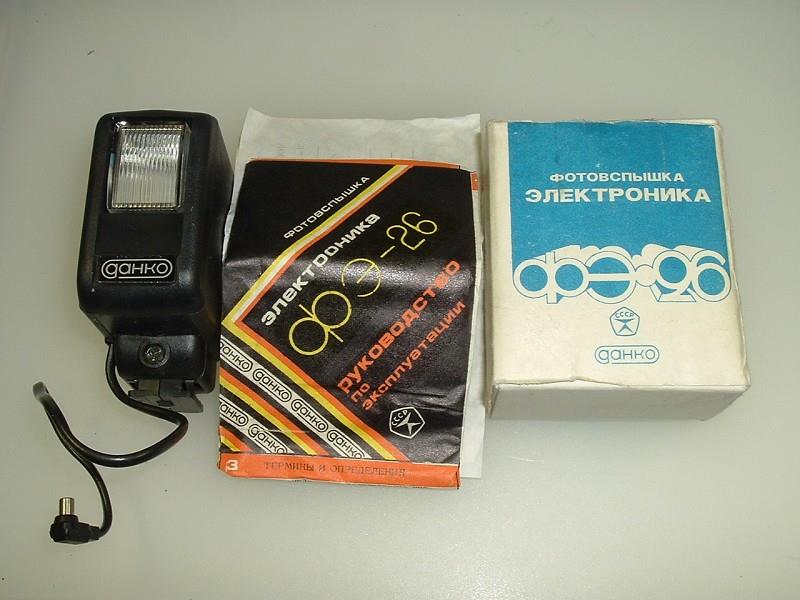 данко
фотовспышка
электроника
фэ-26
руководство
по
эксплуатации
данко данко данко данко
данко данко
СССР
3 ТЕРМИНЫ И ОПРЕДЕЛЕНИЯ
ФОТОВСПЫШКА
ЭЛЕКТРОНИКА
фэ-26
СССР
данко